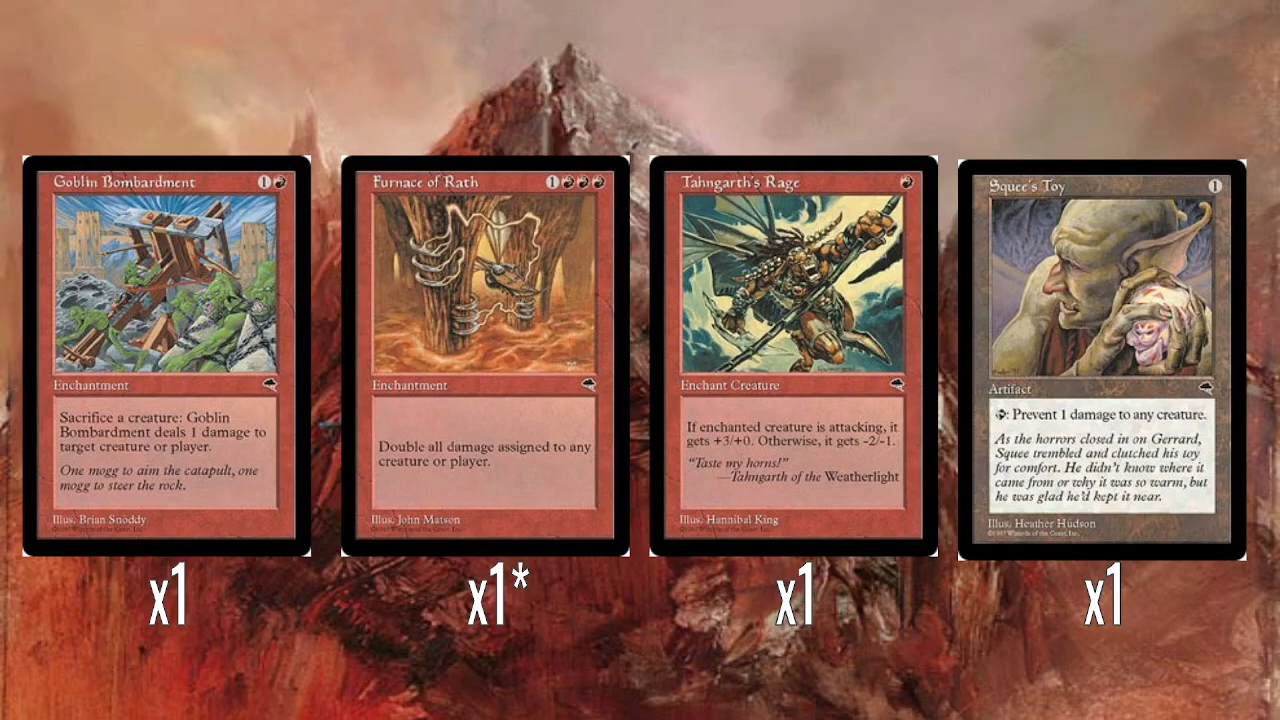 Goblin Bombardment 1
Enchantment
Sacrifice a creature: Goblin
Bombardment deals 1 damage to
target creature or player.
One mogg to aim the catapult, one
mogg to steer the rock.
Illus. Brian Snoddy
x1
Furnace of Rath 1
Enchantment
Double all damage assigned to any
creature or player.
Illus. John Matson
x1*
Tahngarth's Rage
Enchant Creature
If enchanted creature is attacking, it
gets +3/+0. Otherwise, it gets -2/-1.
"Taste my horns!"
—Tahngarth of the Weatherlight
Illus. Hannibal King
x1
Squee's Toy 1
Artifact
: Prevent 1 damage to any creature.
As the horrors closed in on Gerrard,
Squee trembled and clutched his toy
for comfort. He didn't know where it
came from or why it was so warm, but
he was glad he'd kept it near.
Illus. Heather Hudson
©1997 Wizards of the Coast, Inc.
x1